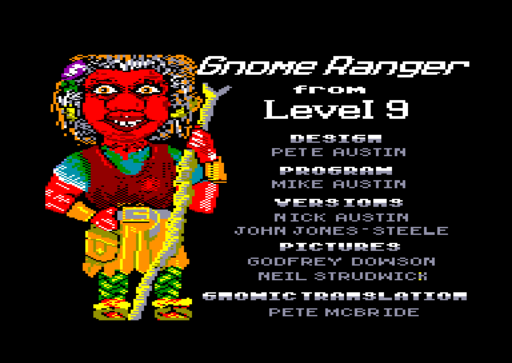 Gnome Ranger
from
Level 9
DESIGN
PETE AUSTIN
PROGRAM
MIKE AUSTIN
VERSIONS
NICK AUSTIN
JOHN JONES-STEELE
PICTURES
GODFREY DOWSON
NEIL STRUDWICK
GNOMIC TRANSLATION
PETE MCBRIDE